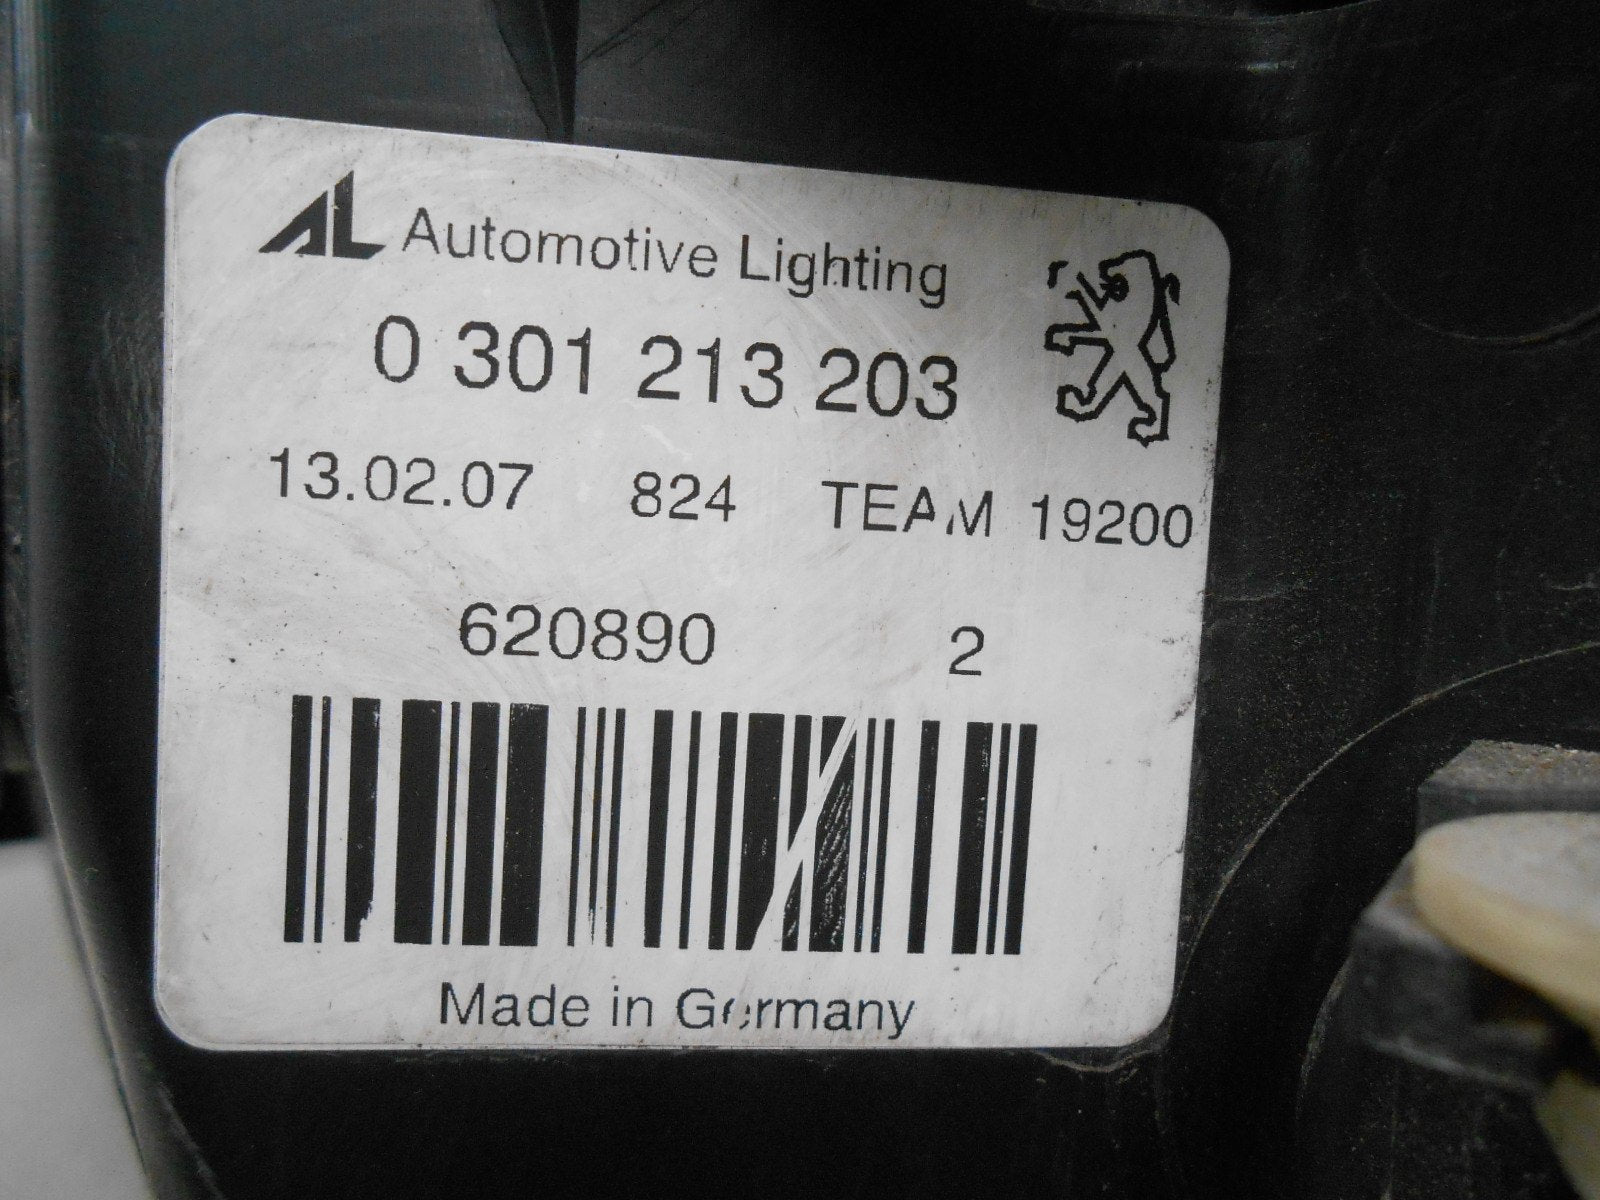 AL Automotive Lighting
0 301 213 203
13.02.07 824 TEAM 19200
620890 2
Made in Germany